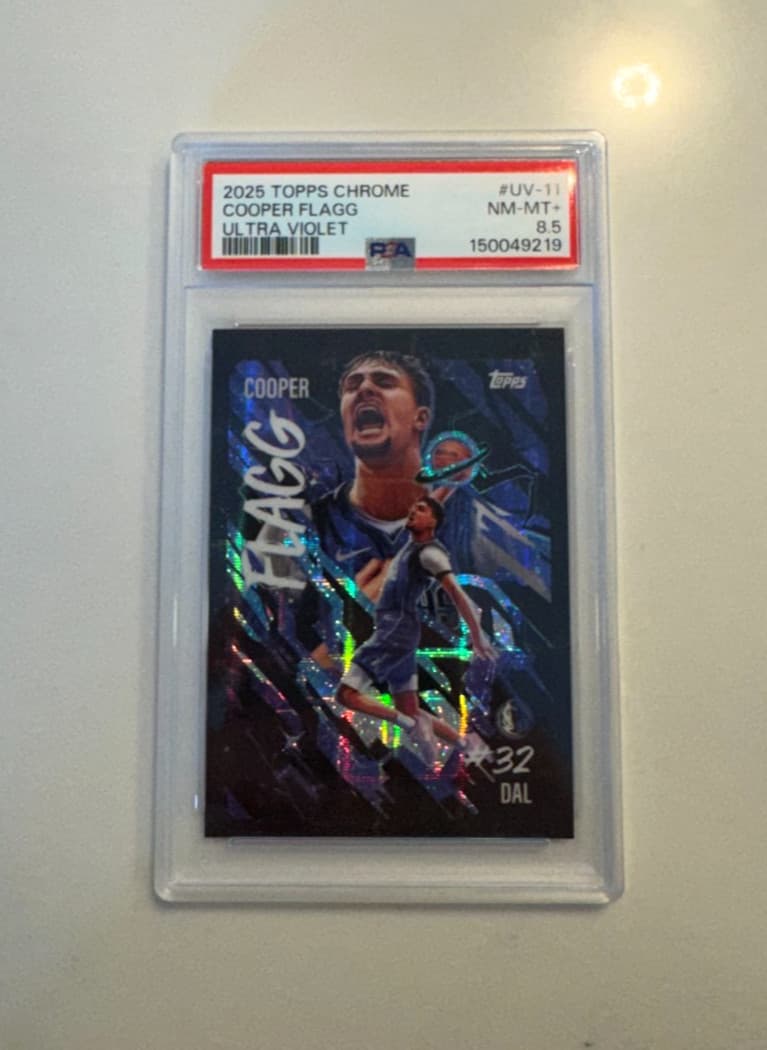 2025 TOPPS CHROME #UV-11
COOPER FLAGG NM-MT+
ULTRA VIOLET 8.5
PSA 150049219
COOPER
FLAGG
Topps
#32
DAL